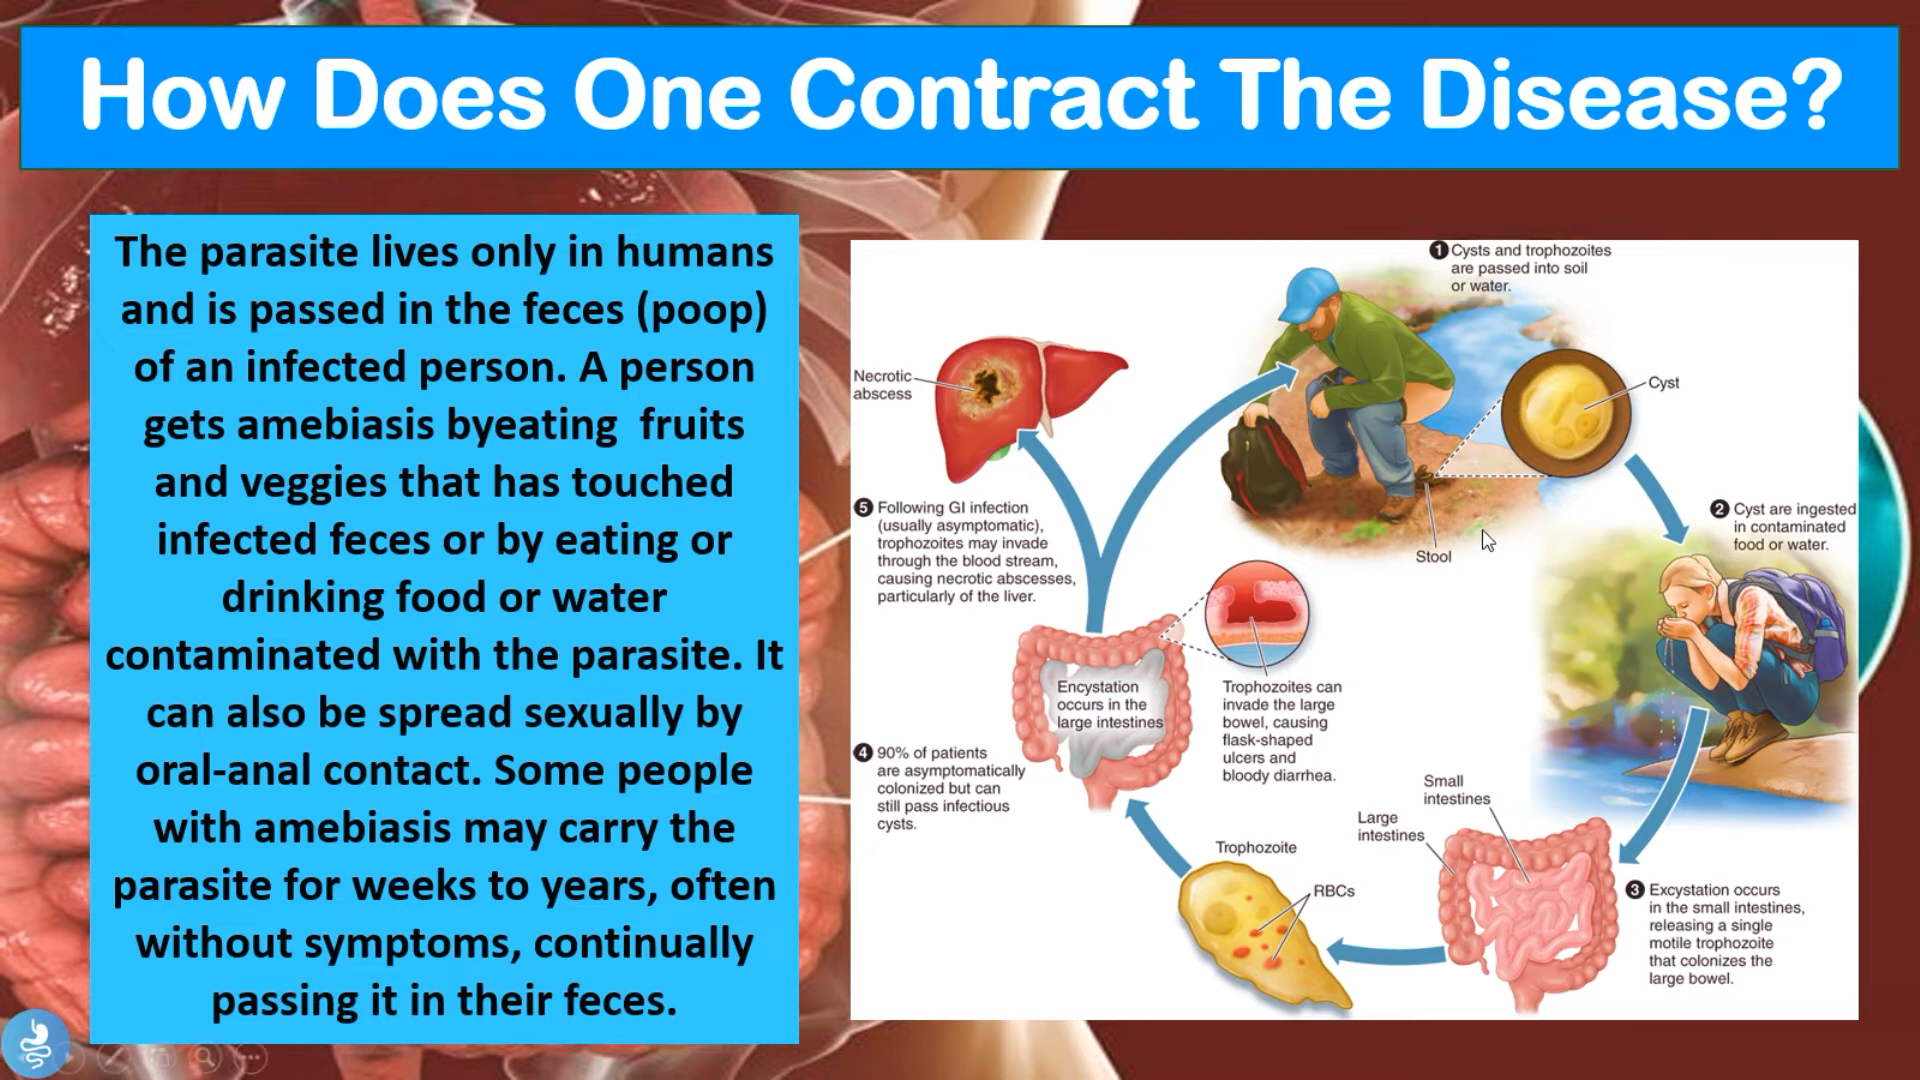 How Does One Contract The Disease?
The parasite lives only in humans
and is passed in the feces (poop)
of an infected person. A person
gets amebiasis byeating  fruits
and veggies that has touched
infected feces or by eating or
drinking food or water
contaminated with the parasite. It
can also be spread sexually by
oral-anal contact. Some people
with amebiasis may carry the
parasite for weeks to years, often
without symptoms, continually
passing it in their feces.
1 Cysts and trophozoites
are passed into soil
or water.
Cyst
Stool
2 Cyst are ingested
in contaminated
food or water.
Small
intestines
Large
intestines
3 Excystation occurs
in the small intestines,
releasing a single
motile trophozoite
that colonizes the
large bowel.
Trophozoite
RBCs
Encystation
occurs in the
large intestines
Trophozoites can
invade the large
bowel, causing
flask-shaped
ulcers and
bloody diarrhea.
4 90% of patients
are asymptomatically
colonized but can
still pass infectious
cysts.
5 Following GI infection
(usually asymptomatic),
trophozoites may invade
through the blood stream,
causing necrotic abscesses,
particularly of the liver.
Necrotic
abscess